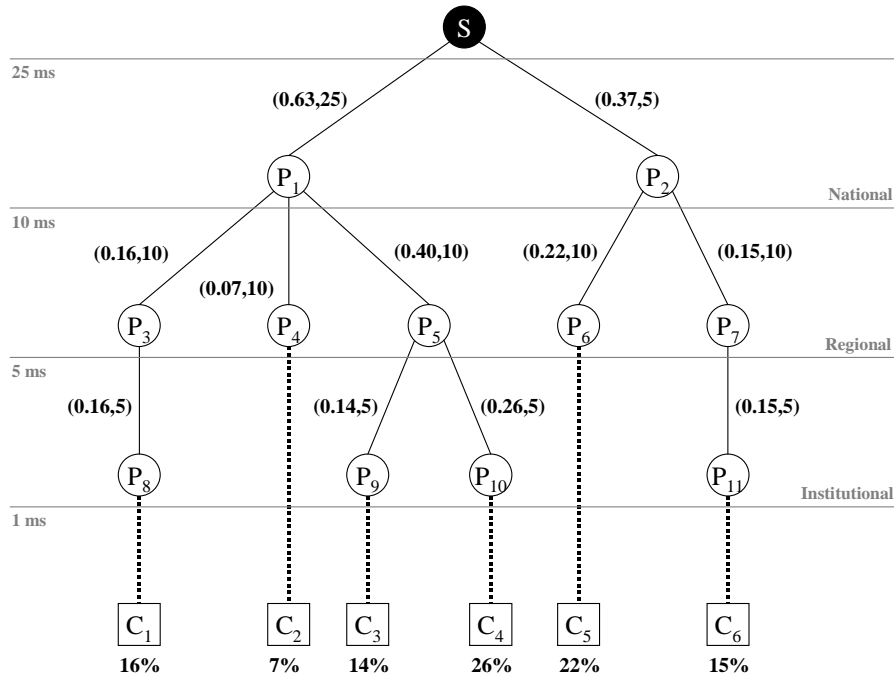 S
25 ms
(0.63,25)
(0.37,5)
P1
P2
National
10 ms
(0.16,10)
(0.07,10)
(0.40,10)
(0.22,10)
(0.15,10)
P3
P4
P5
P6
P7
Regional
5 ms
(0.16,5)
(0.14,5)
(0.26,5)
(0.15,5)
P8
P9
P10
P11
Institutional
1 ms
C1
C2
C3
C4
C5
C6
16%
7%
14%
26%
22%
15%